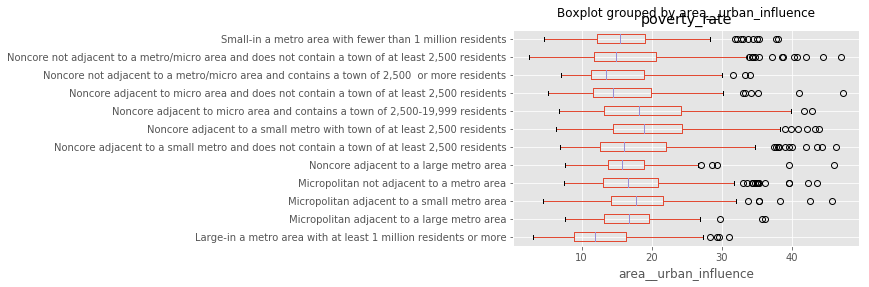 Boxplot grouped by area__urban_influence
poverty_rate
Small-in a metro area with fewer than 1 million residents
Noncore not adjacent to a metro/micro area and does not contain a town of at least 2,500 residents
Noncore not adjacent to a metro/micro area and contains a town of 2,500  or more residents
Noncore adjacent to micro area and does not contain a town of at least 2,500 residents
Noncore adjacent to micro area and contains a town of 2,500-19,999 residents
Noncore adjacent to a small metro with town of at least 2,500 residents
Noncore adjacent to a small metro and does not contain a town of at least 2,500 residents
Noncore adjacent to a large metro area
Micropolitan not adjacent to a metro area
Micropolitan adjacent to a small metro area
Micropolitan adjacent to a large metro area
Large-in a metro area with at least 1 million residents or more
10 20 30 40
area__urban_influence